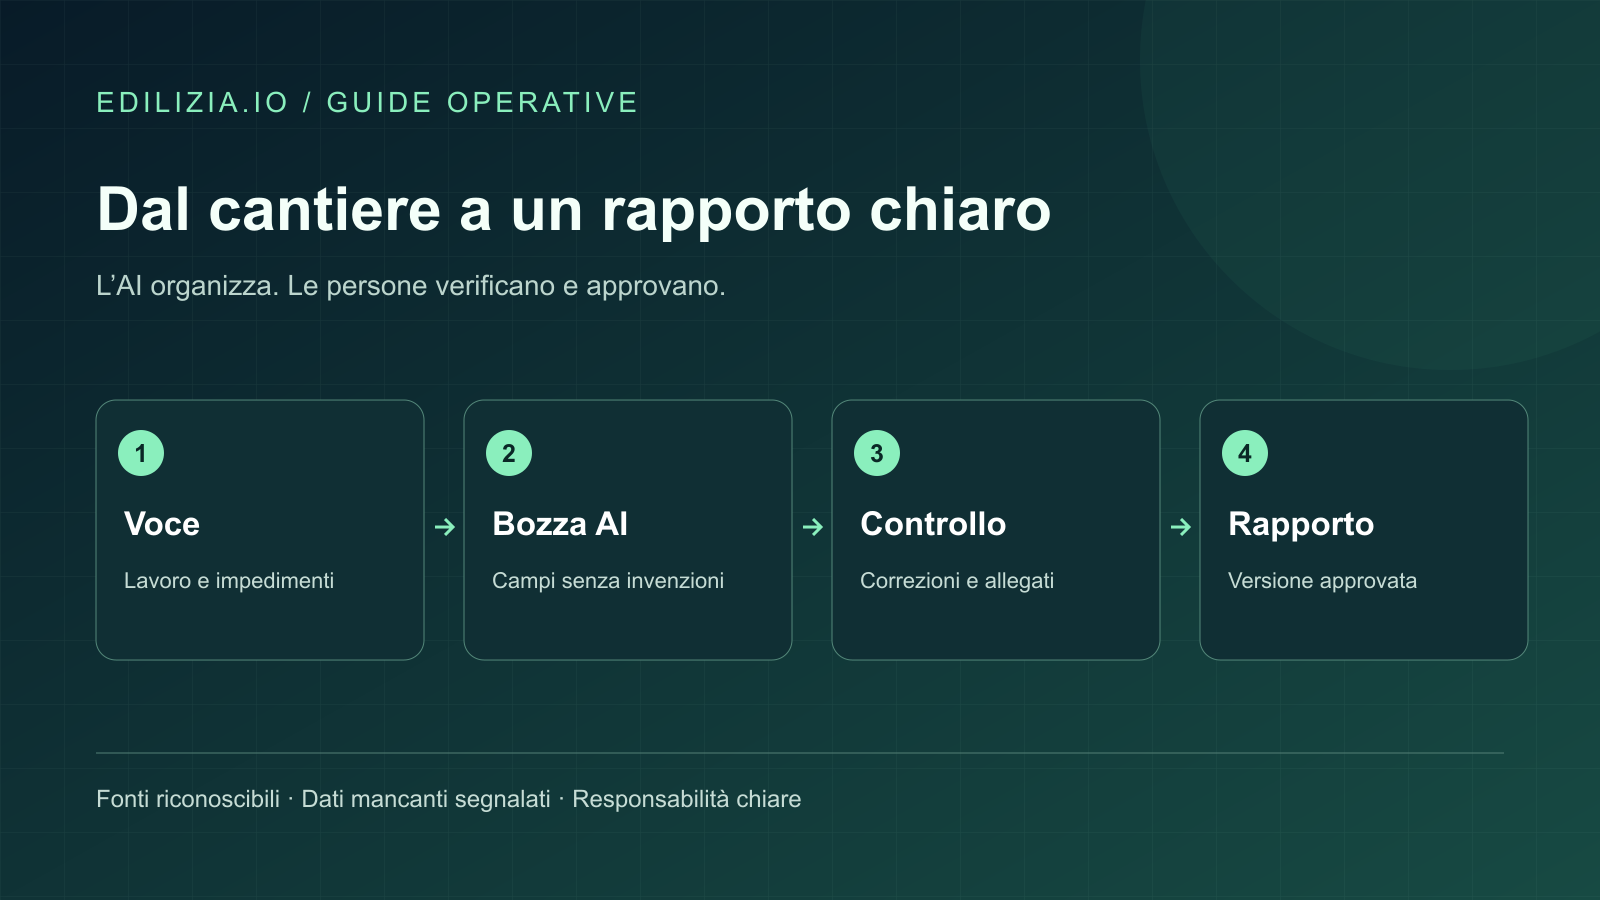 EDILIZIA.IO / GUIDE OPERATIVE
Dal cantiere a un rapporto chiaro
L’AI organizza. Le persone verificano e approvano.
1
Voce
Lavoro e impedimenti
→
2
Bozza AI
Campi senza invenzioni
→
3
Controllo
Correzioni e allegati
→
4
Rapporto
Versione approvata
Fonti riconoscibili · Dati mancanti segnalati · Responsabilità chiare